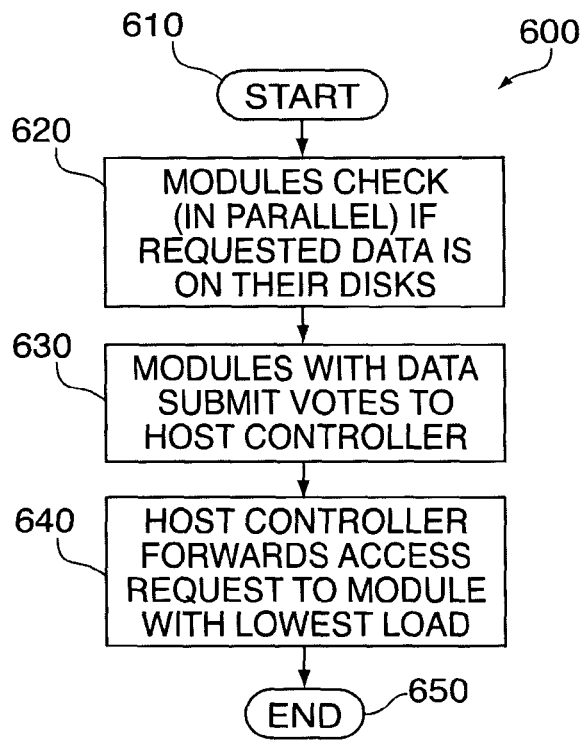 610
600
START
620
MODULES CHECK
(IN PARALLEL) IF
REQUESTED DATA IS
ON THEIR DISKS
630
MODULES WITH DATA
SUBMIT VOTES TO
HOST CONTROLLER
640
HOST CONTROLLER
FORWARDS ACCESS
REQUEST TO MODULE
WITH LOWEST LOAD
END
650